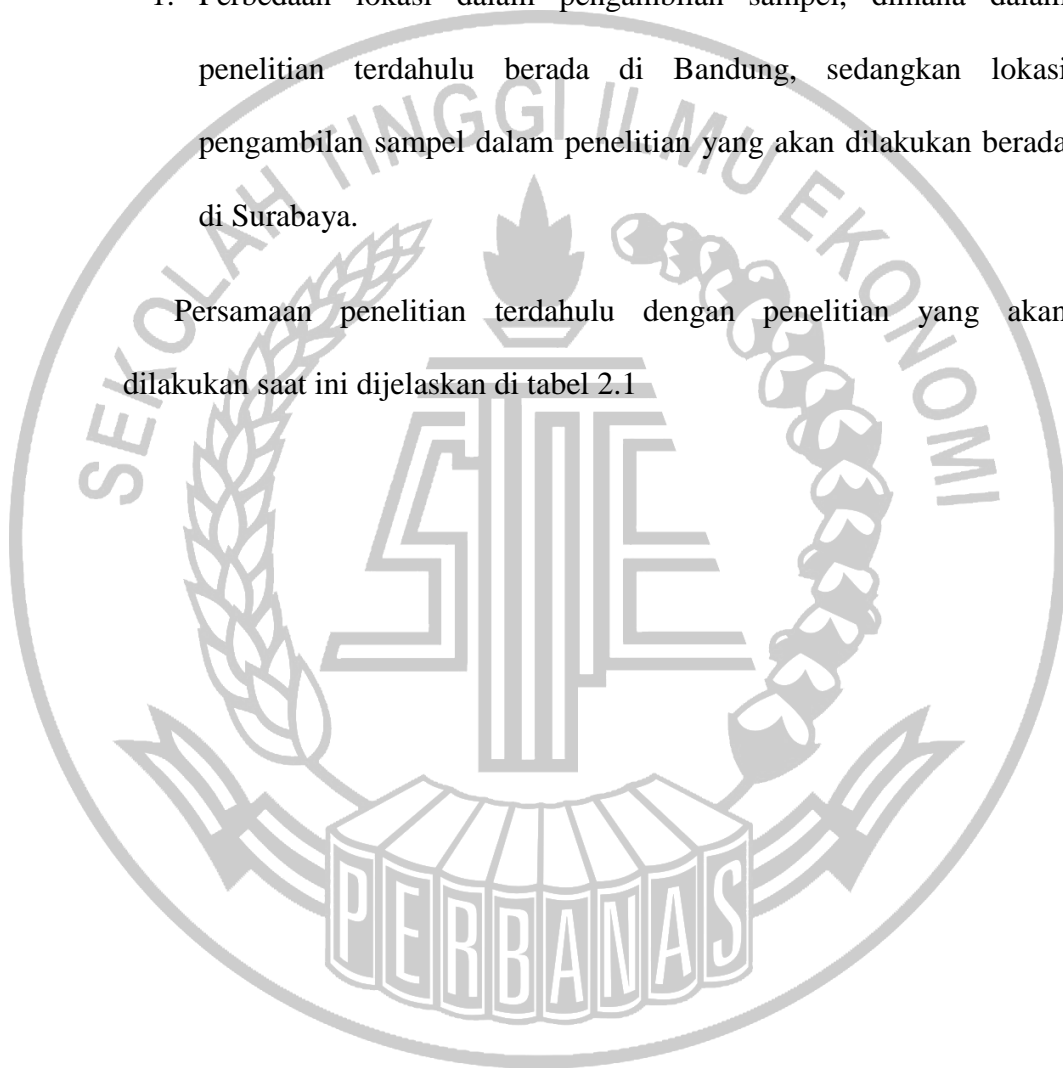 1. Perbedaan lokasi dalam pengambilan sampel, dimana dalam
penelitian terdahulu berada di Bandung, sedangkan lokasi
pengambilan sampel dalam penelitian yang akan dilakukan berada
di Surabaya.
Persamaan penelitian terdahulu dengan penelitian yang akan
dilakukan saat ini dijelaskan di tabel 2.1
SEKOLAH TINGGI ILMU EKONOMI
STIE
PERBANAS